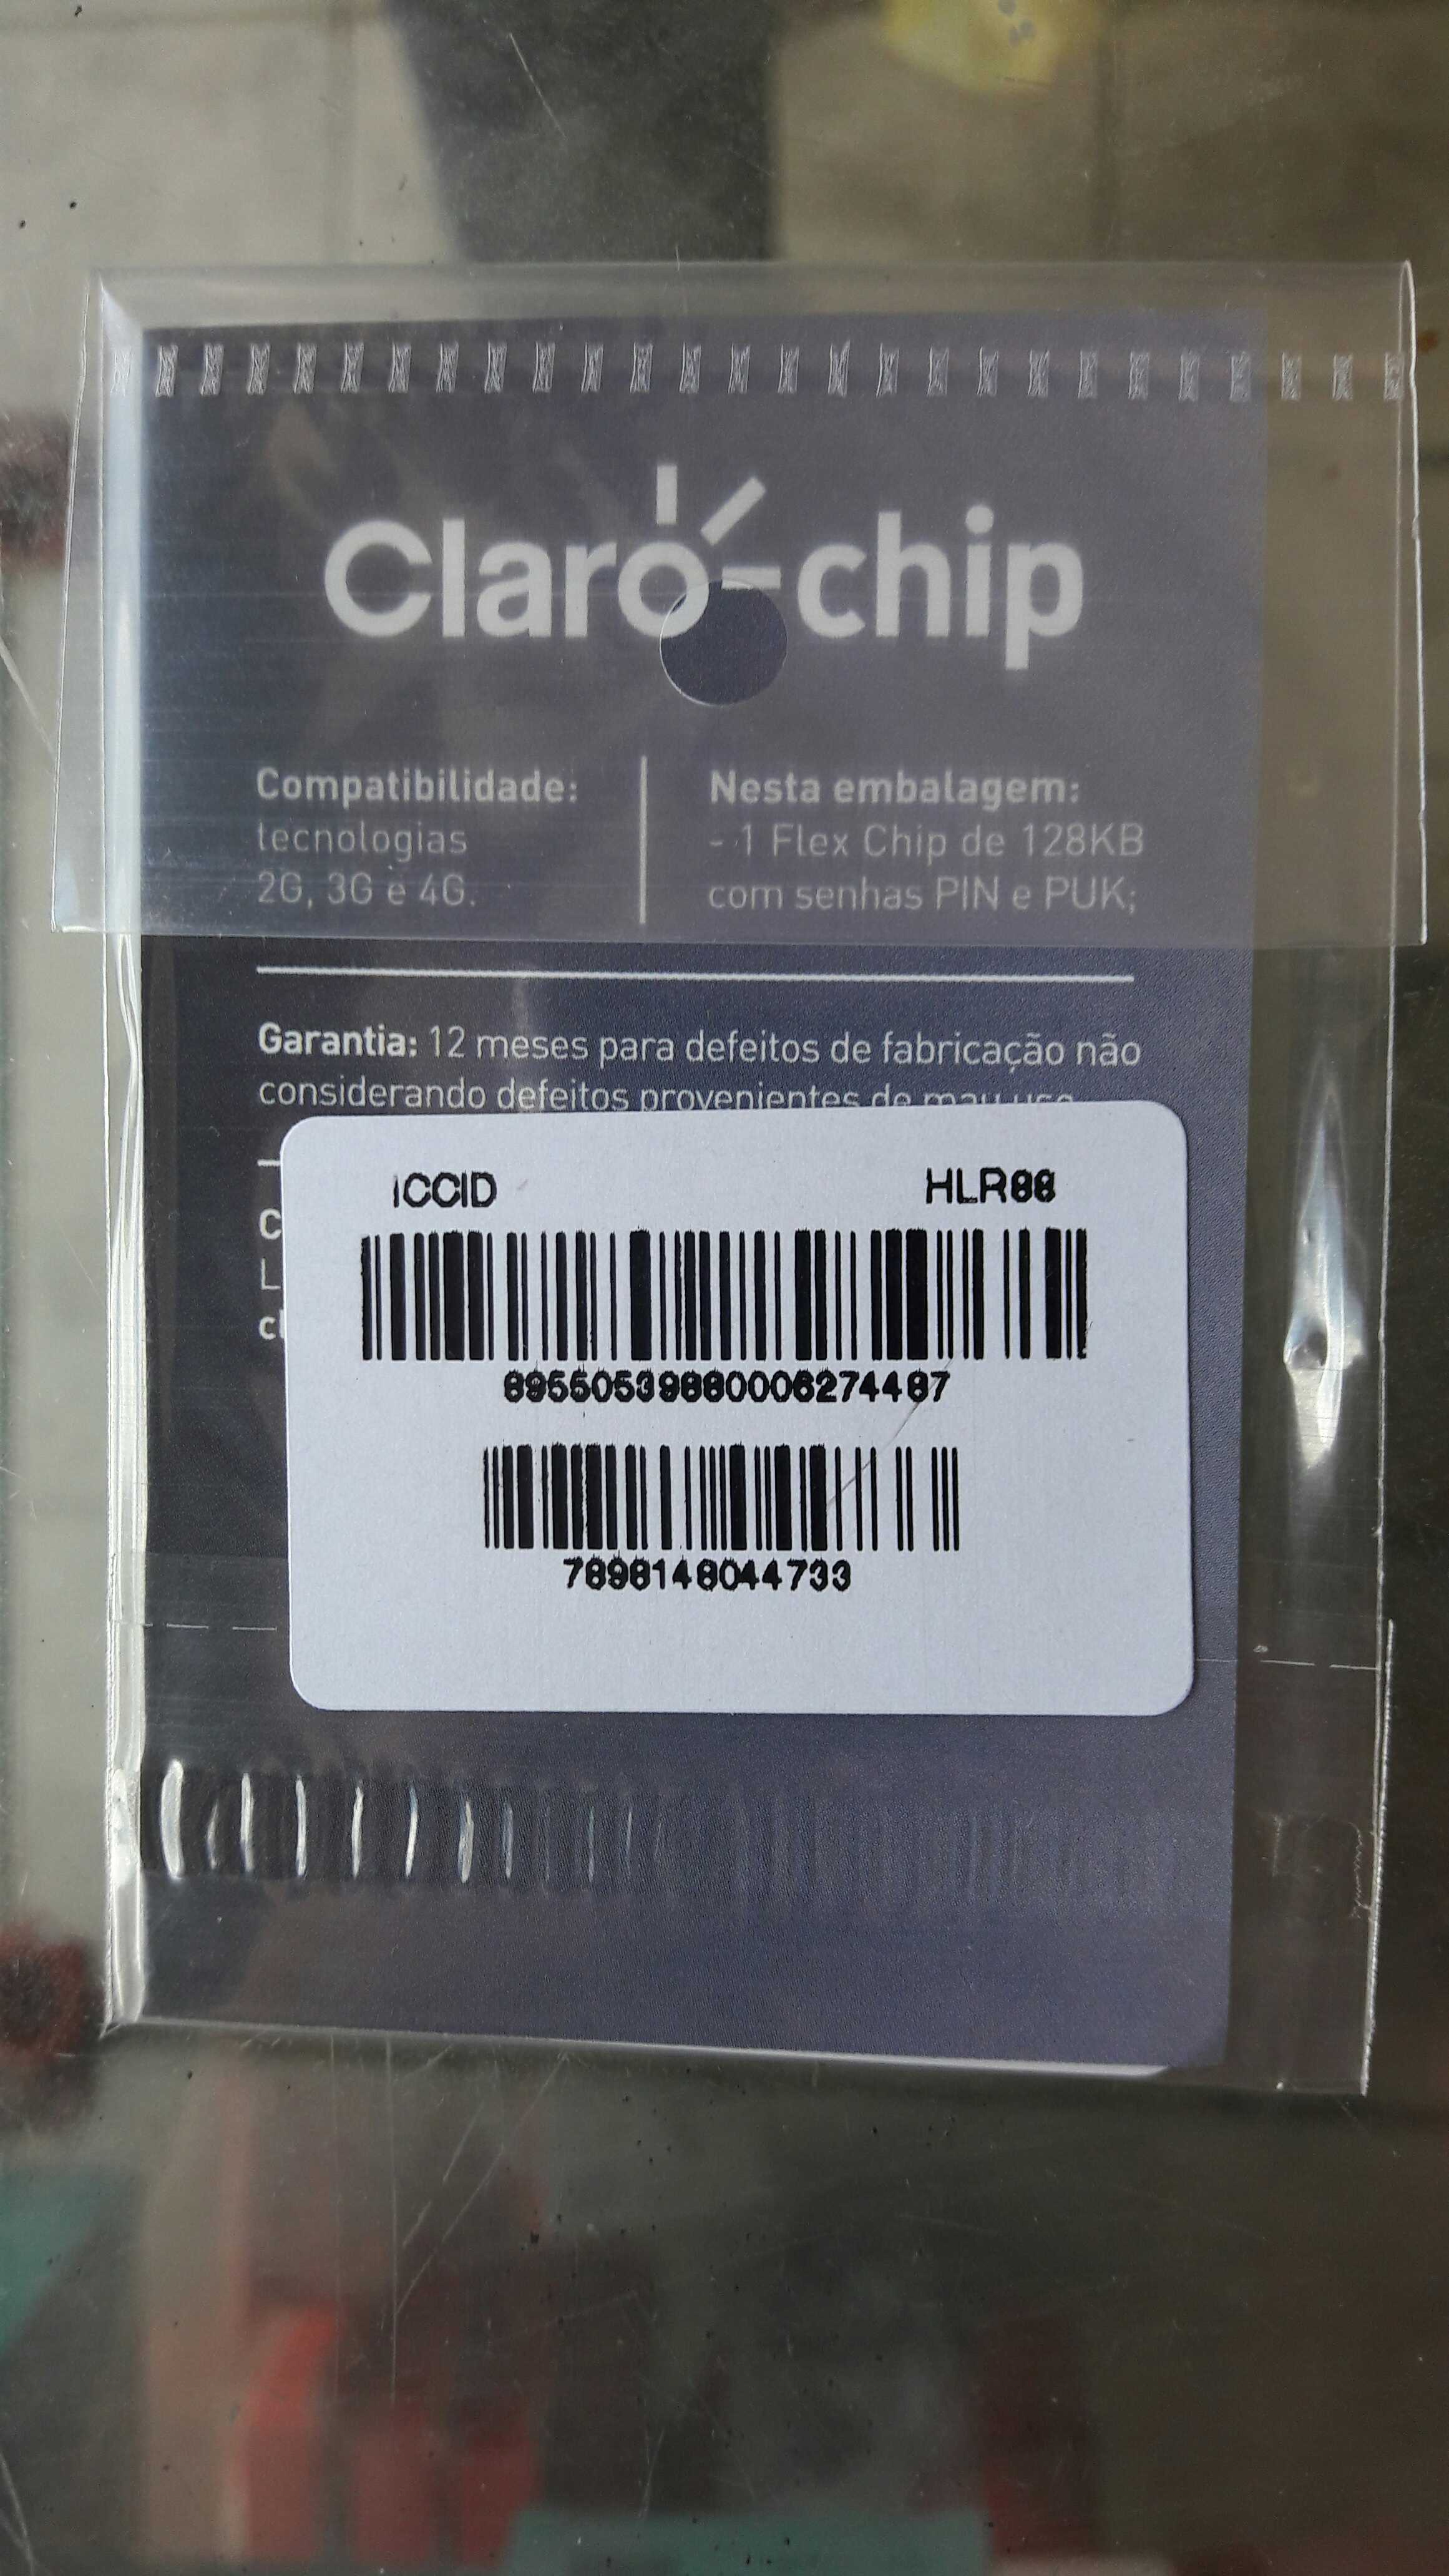 Claro-chip
Compatibilidade:
tecnologias
2G, 3G e 4G.
Nesta embalagem:
- 1 Flex Chip de 128KB
com senhas PIN e PUK;
Garantia: 12 meses para defeitos de fabricação não
considerando defeitos provenientes de mau uso
ICCID HLR88
89550539880006274487
7898148044733